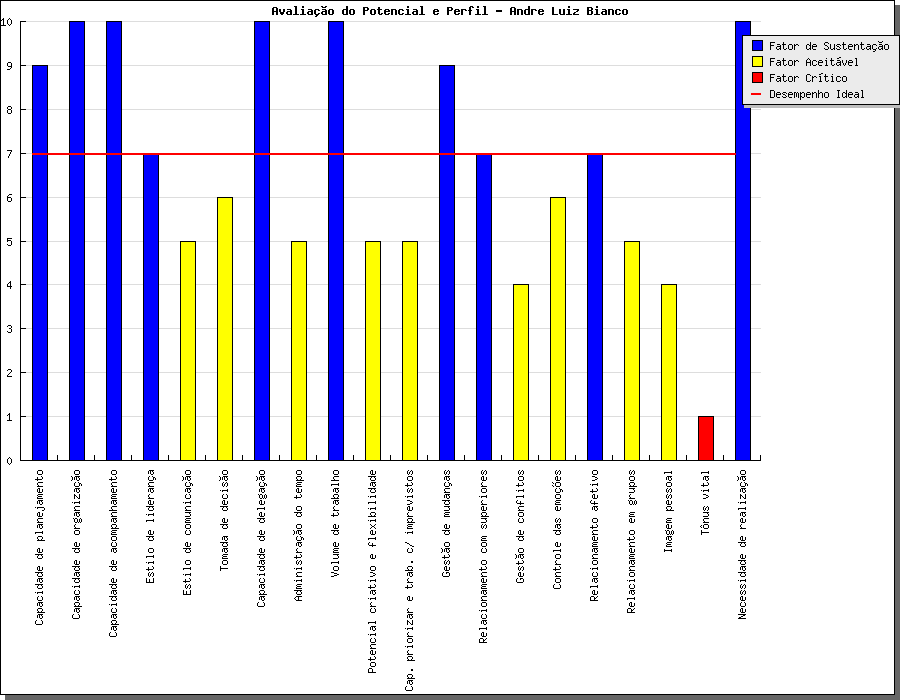 Avaliação do Potencial e Perfil - Andre Luiz Bianco
10
9
8
7
6
5
4
3
2
1
0
Fator de Sustentação
Fator Aceitável
Fator Crítico
Desempenho Ideal
Capacidade de planejamento
Capacidade de organização
Capacidade de acompanhamento
Estilo de liderança
Estilo de comunicação
Tomada de decisão
Capacidade de delegação
Administração do tempo
Volume de trabalho
Potencial criativo e flexibilidade
Cap. priorizar e trab. c/ imprevistos
Gestão de mudanças
Relacionamento com superiores
Gestão de conflitos
Controle das emoções
Relacionamento afetivo
Relacionamento em grupos
Imagem pessoal
Tônus vital
Necessidade de realização